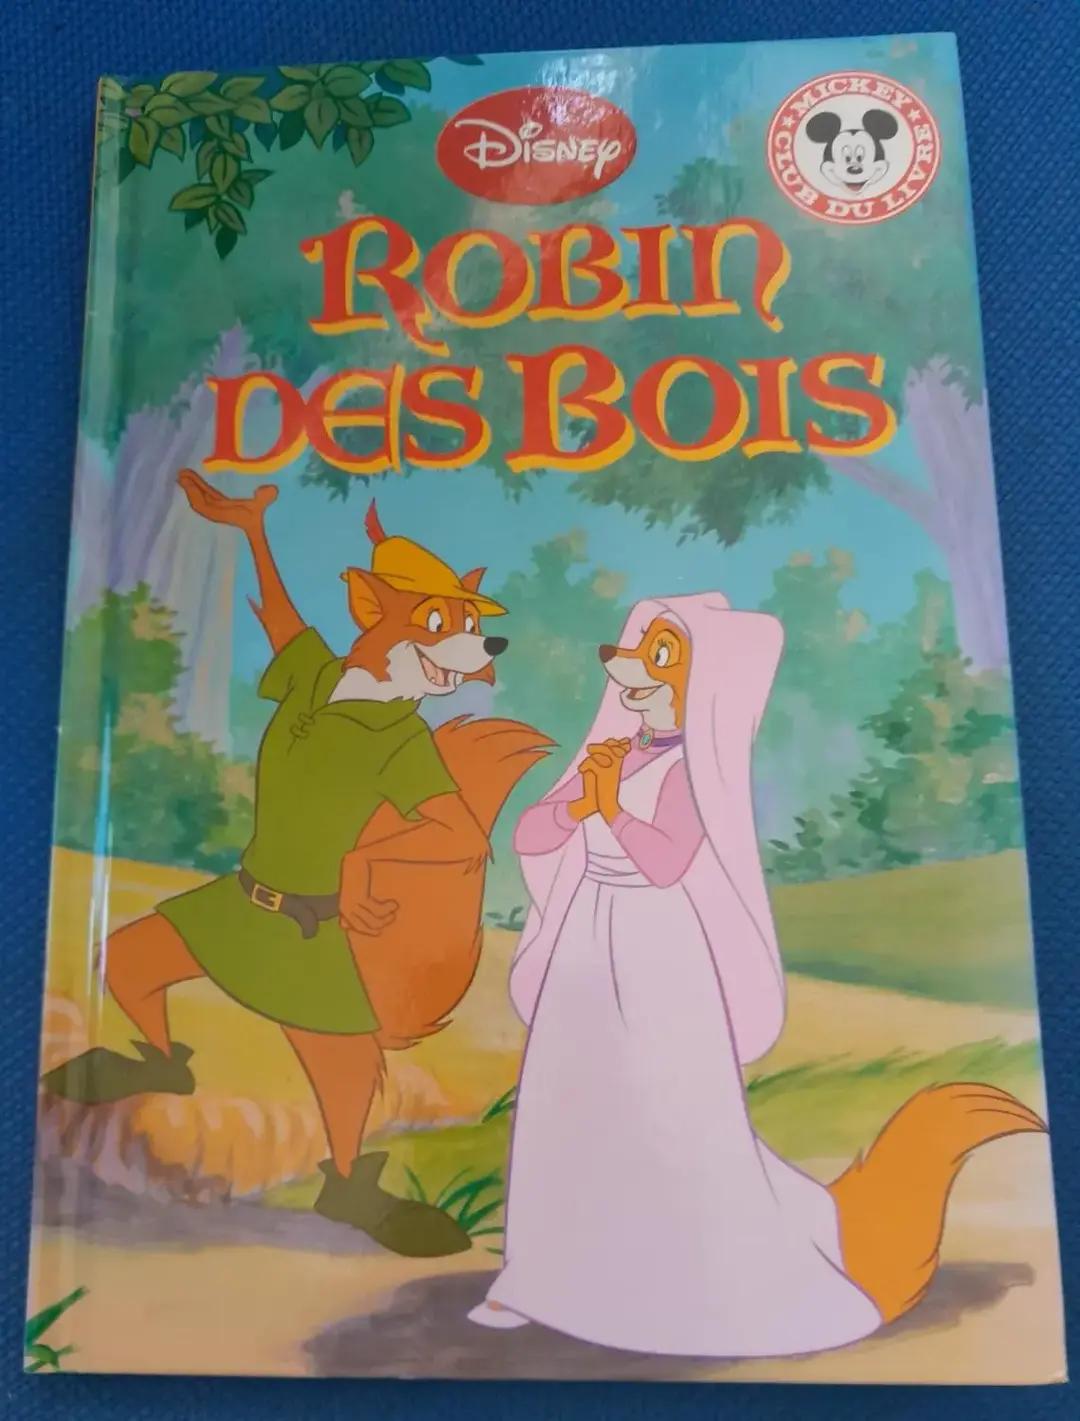 DISNEY
★ MICKEY ★
CLUB DU LIVRE
ROBIN
DES BOIS